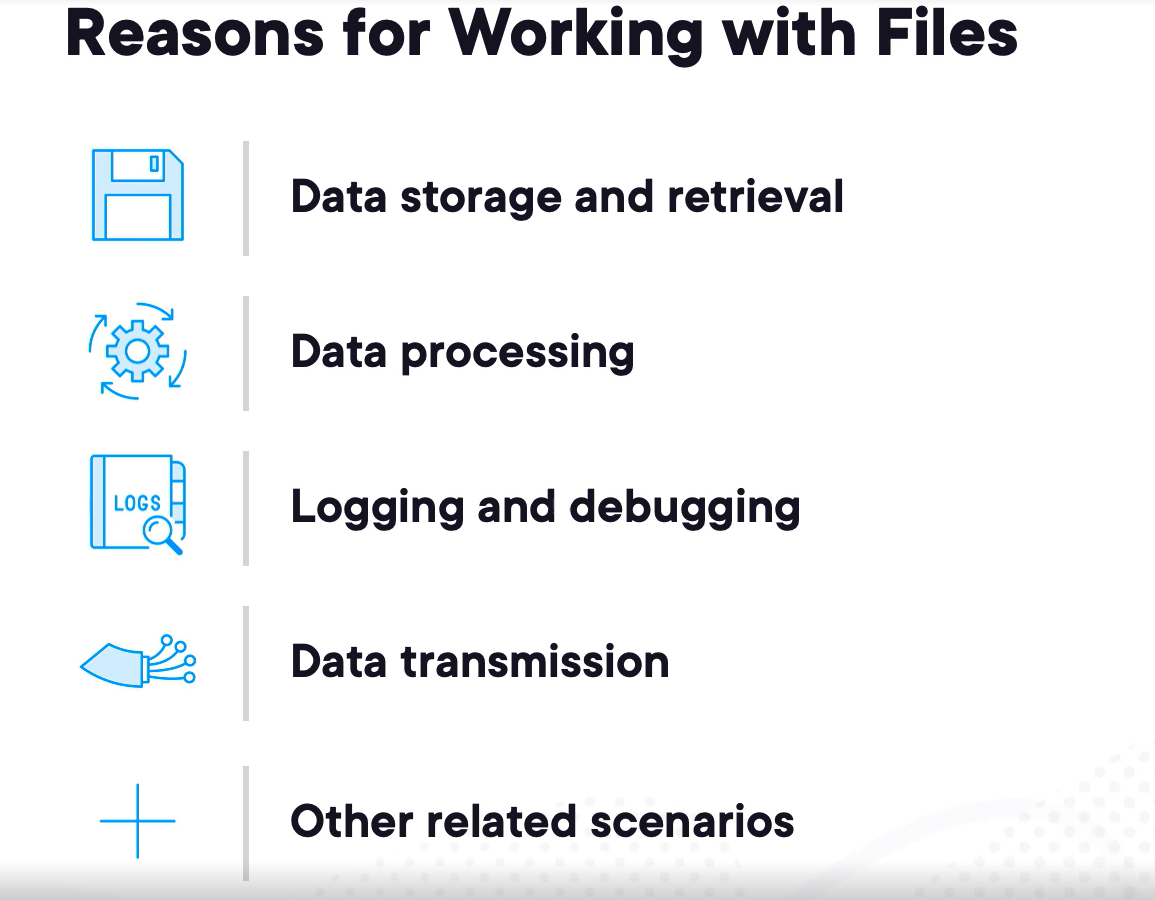 Reasons for Working with Files
Data storage and retrieval
Data processing
LOGS
Logging and debugging
Data transmission
Other related scenarios